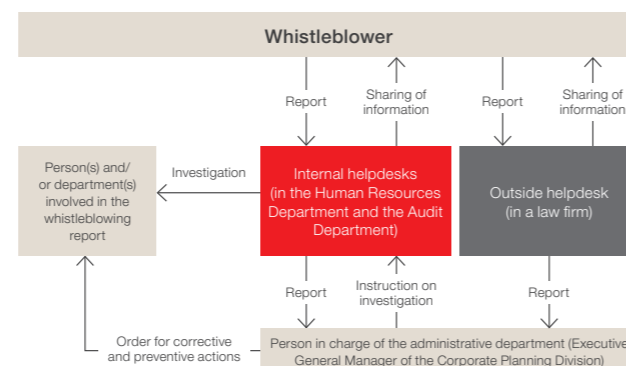 Whistleblower
Report
Sharing of
information
Report
Sharing of
information
Person(s) and/
or department(s)
involved in the
whistleblowing
report
Investigation
Internal helpdesks
(in the Human Resources
Department and the Audit
Department)
Outside helpdesk
(in a law firm)
Report
Instruction on
investigation
Report
Order for corrective
and preventive actions
Person in charge of the administrative department (Executive
General Manager of the Corporate Planning Division)